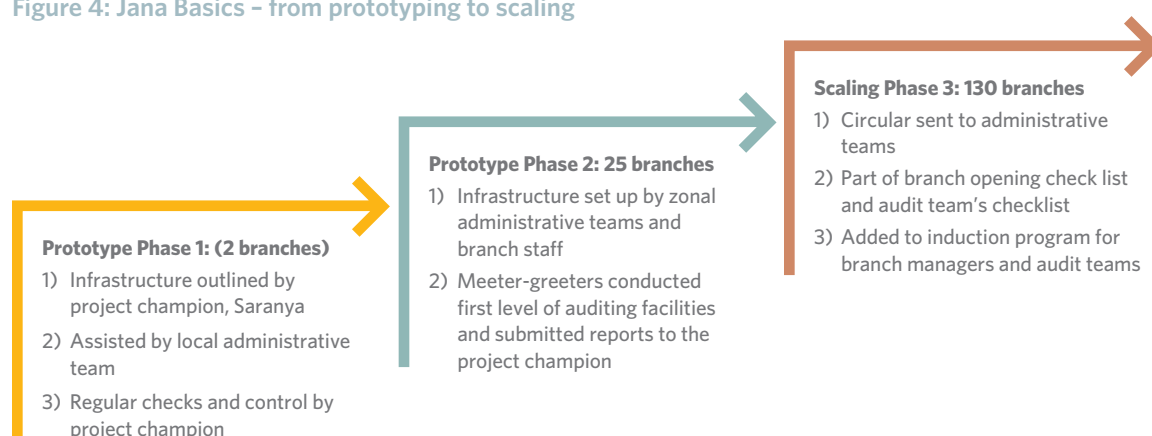 Figure 4: Jana Basics – from prototyping to scaling
Prototype Phase 1: (2 branches)
1) Infrastructure outlined by
project champion, Saranya
2) Assisted by local administrative
team
3) Regular checks and control by
project champion
Prototype Phase 2: 25 branches
1) Infrastructure set up by zonal
administrative teams and
branch staff
2) Meeter-greeters conducted
first level of auditing facilities
and submitted reports to the
project champion
Scaling Phase 3: 130 branches
1) Circular sent to administrative
teams
2) Part of branch opening check list
and audit team’s checklist
3) Added to induction program for
branch managers and audit teams